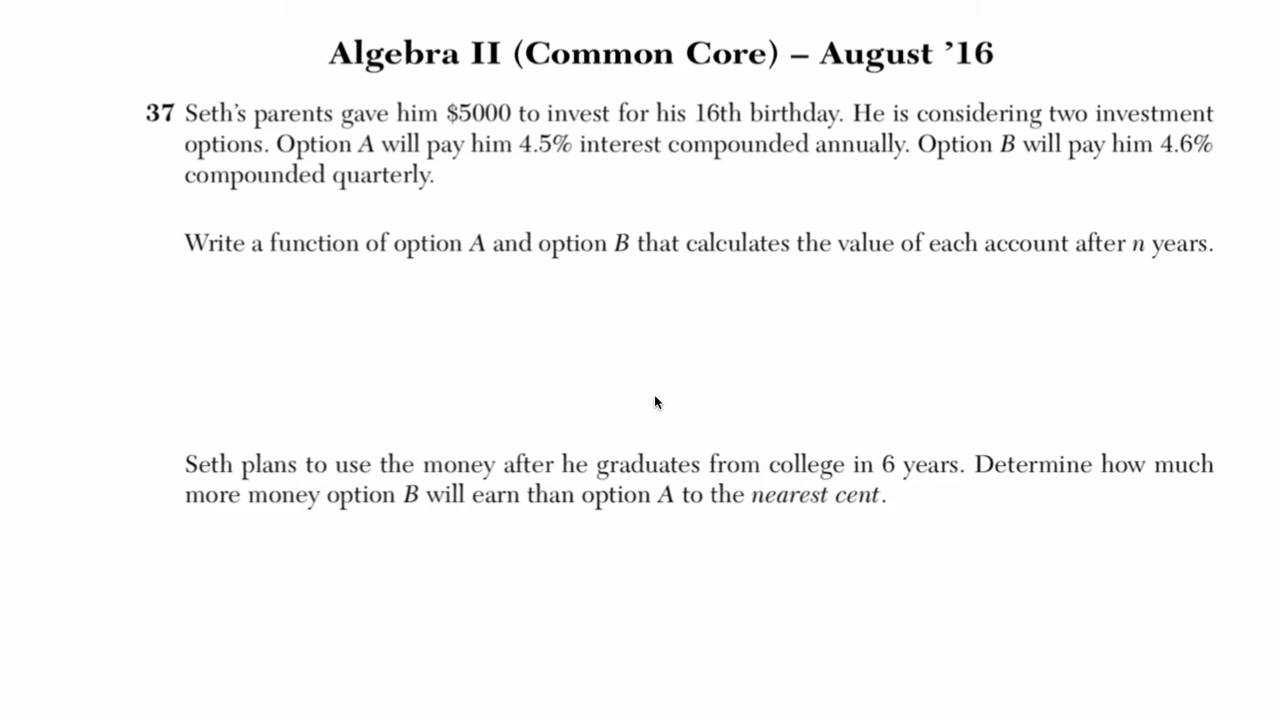 Algebra II (Common Core) – August ’16
37 Seth’s parents gave him $5000 to invest for his 16th birthday. He is considering two investment
options. Option A will pay him 4.5% interest compounded annually. Option B will pay him 4.6%
compounded quarterly.
Write a function of option A and option B that calculates the value of each account after n years.
Seth plans to use the money after he graduates from college in 6 years. Determine how much
more money option B will earn than option A to the nearest cent.